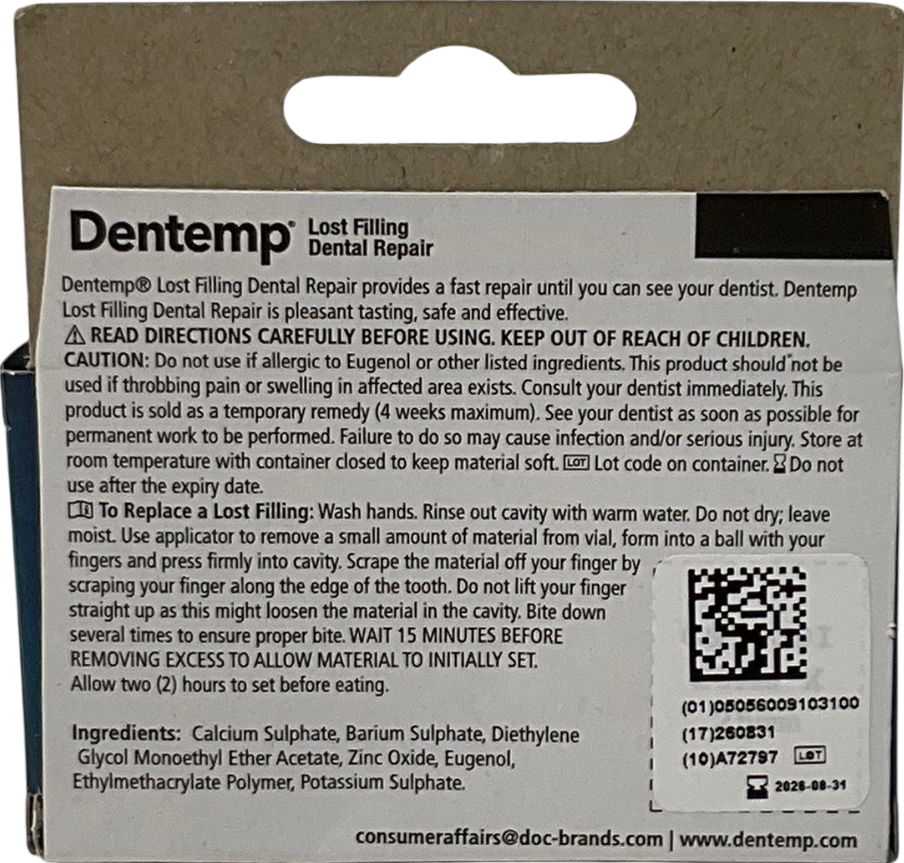 Dentemp® Lost Filling
Dental Repair
Dentemp® Lost Filling Dental Repair provides a fast repair until you can see your dentist. Dentemp
Lost Filling Dental Repair is pleasant tasting, safe and effective.
⚠ READ DIRECTIONS CAREFULLY BEFORE USING. KEEP OUT OF REACH OF CHILDREN.
CAUTION: Do not use if allergic to Eugenol or other listed ingredients. This product should not be
used if throbbing pain or swelling in affected area exists. Consult your dentist immediately. This
product is sold as a temporary remedy (4 weeks maximum). See your dentist as soon as possible for
permanent work to be performed. Failure to do so may cause infection and/or serious injury. Store at
room temperature with container closed to keep material soft. LOT Lot code on container. Do not
use after the expiry date.
To Replace a Lost Filling: Wash hands. Rinse out cavity with warm water. Do not dry; leave
moist. Use applicator to remove a small amount of material from vial, form into a ball with your
fingers and press firmly into cavity. Scrape the material off your finger by
scraping your finger along the edge of the tooth. Do not lift your finger
straight up as this might loosen the material in the cavity. Bite down
several times to ensure proper bite. WAIT 15 MINUTES BEFORE
REMOVING EXCESS TO ALLOW MATERIAL TO INITIALLY SET.
Allow two (2) hours to set before eating.
Ingredients: Calcium Sulphate, Barium Sulphate, Diethylene
Glycol Monoethyl Ether Acetate, Zinc Oxide, Eugenol,
Ethylmethacrylate Polymer, Potassium Sulphate.
(01)05056009103100
(17)260831
(10)A72797 LOT
2026-08-31
consumeraffairs@doc-brands.com | www.dentemp.com